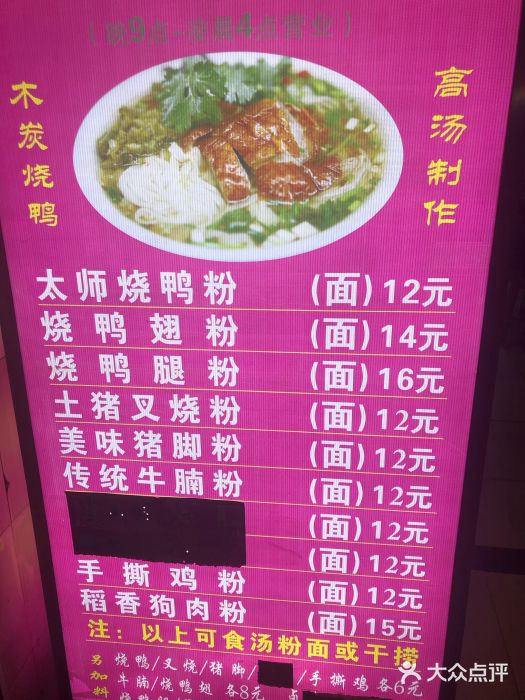 （晚9点-凌晨4点营业）
木炭烧鸭
高汤制作
太师烧鸭粉 (面) 12元
烧鸭翅粉 (面) 14元
烧鸭腿粉 (面) 16元
土猪叉烧粉 (面) 12元
美味猪脚粉 (面) 12元
传统牛腩粉 (面) 12元
(面) 12元
(面) 12元
手撕鸡粉 (面) 12元
稻香狗肉粉 (面) 15元
注：以上可食汤粉面或干捞
另加料
烧鸭/叉烧/猪脚/ /手撕鸡各6元
牛腩/烧鸭翅 各8元
大众点评